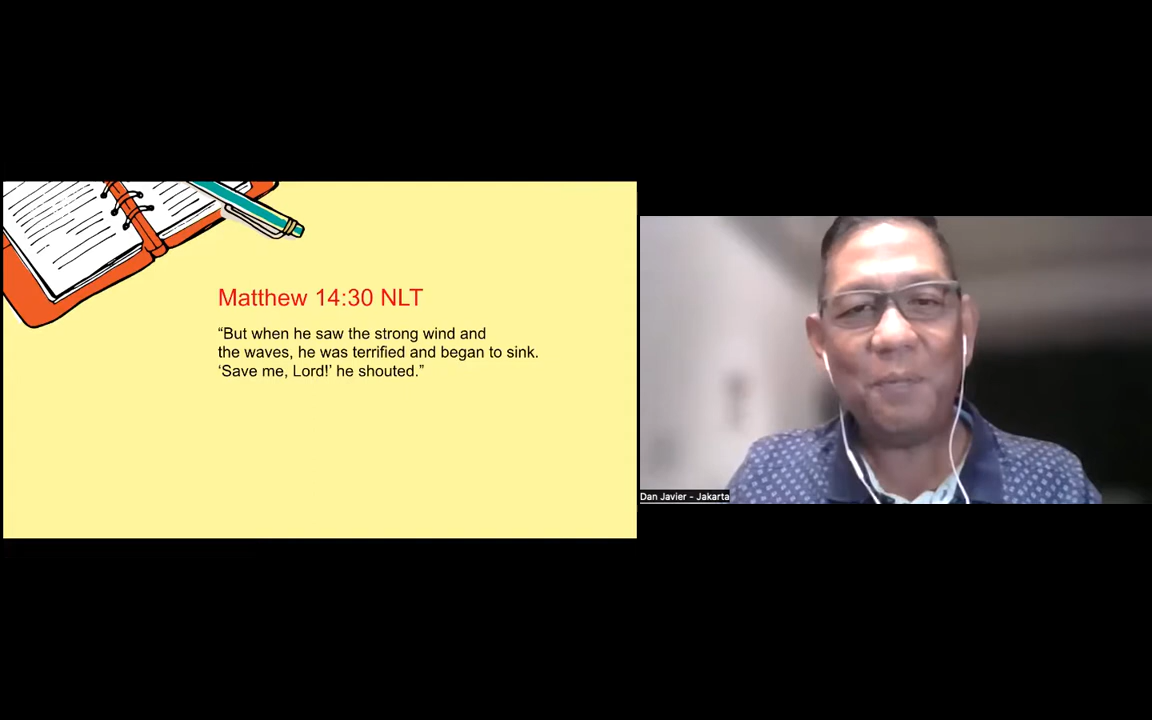 Matthew 14:30 NLT
“But when he saw the strong wind and
the waves, he was terrified and began to sink.
‘Save me, Lord!’ he shouted.”
Dan Javier - Jakarta